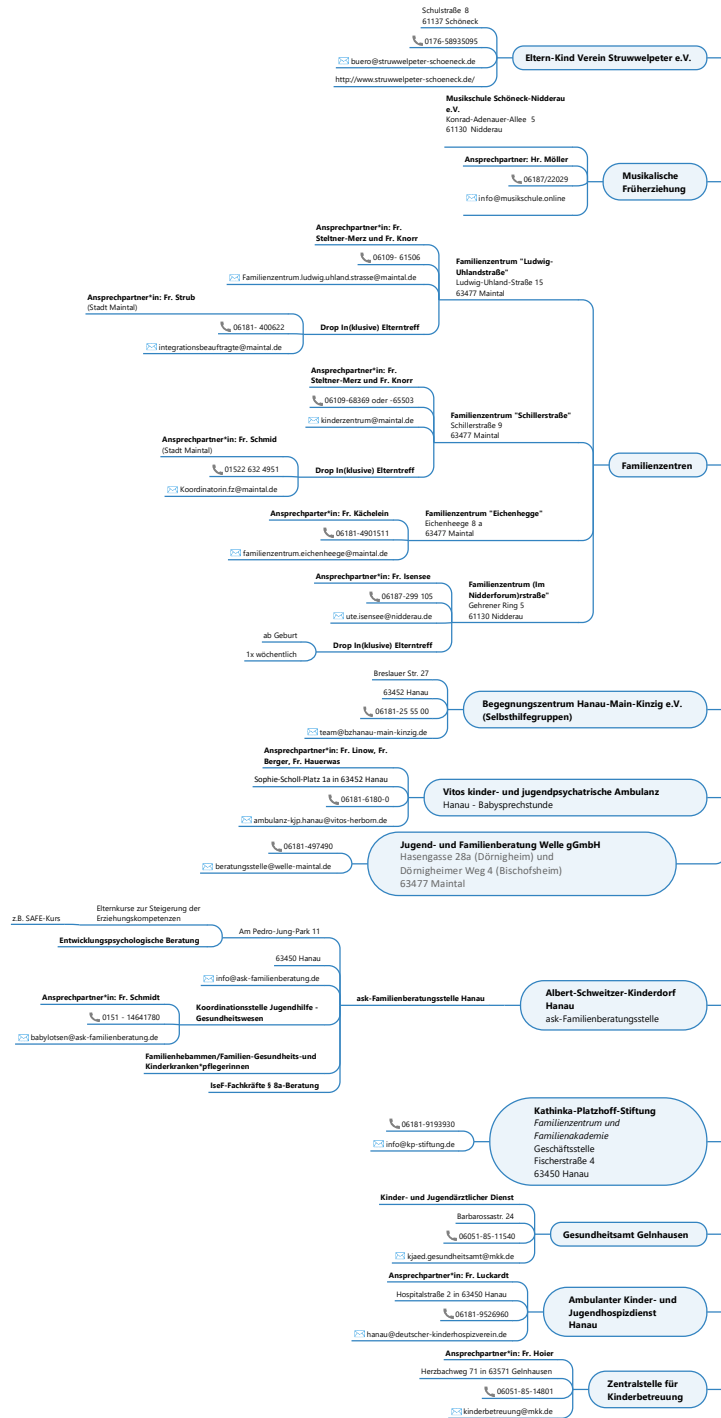 Schulstraße 8
61137 Schöneck
0176-58935095
buero@struwwelpeter-schoeneck.de
http://www.struwwelpeter-schoeneck.de/
Eltern-Kind Verein Struwwelpeter e.V.
Musikschule Schöneck-Nidderau
e.V.
Konrad-Adenauer-Allee 5
61130 Nidderau
Ansprechpartner: Hr. Möller
06187/22029
info@musikschule.online
Musikalische
Früherziehung
Ansprechpartner*in: Fr.
Steltner-Merz und Fr. Knorr
06109- 61506
Familienzentrum.ludwig.uhland.strasse@maintal.de
Familienzentrum "Ludwig-
Uhlandstraße"
Ludwig-Uhland-Straße 15
63477 Maintal
Ansprechpartner*in: Fr. Strub
(Stadt Maintal)
06181- 400622
integrationsbeauftragte@maintal.de
Drop In(klusive) Elterntreff
Ansprechpartner*in: Fr.
Steltner-Merz und Fr. Knorr
06109-68369 oder -65503
kinderzentrum@maintal.de
Familienzentrum "Schillerstraße"
Schillerstraße 9
63477 Maintal
Ansprechpartner*in: Fr. Schmid
(Stadt Maintal)
01522 632 4951
Koordinatorin.fz@maintal.de
Drop In(klusive) Elterntreff
Familienzentren
Ansprechparter*in: Fr. Kächelein
06181-4901511
familienzentrum.eichenheege@maintal.de
Familienzentrum "Eichenhegge"
Eichenheege 8 a
63477 Maintal
Ansprechpartner*in: Fr. Isensee
06187-299 105
ute.isensee@nidderau.de
Familienzentrum (Im
Nidderforum)rstraße"
Gehrener Ring 5
61130 Nidderau
ab Geburt
1x wöchentlich
Drop In(klusive) Elterntreff
Breslauer Str. 27
63452 Hanau
06181-25 55 00
team@bzhanau-main-kinzig.de
Begegnungszentrum Hanau-Main-Kinzig e.V.
(Selbsthilfegruppen)
Ansprechpartner*in: Fr. Linow, Fr.
Berger, Fr. Hauerwas
Sophie-Scholl-Platz 1a in 63452 Hanau
06181-6180-0
ambulanz-kjp.hanau@vitos-herborn.de
Vitos kinder- und jugendpsychatrische Ambulanz
Hanau - Babysprechstunde
06181-497490
beratungsstelle@welle-maintal.de
Jugend- und Familienberatung Welle gGmbH
Hasengasse 28a (Dörnigheim) und
Dörnigheimer Weg 4 (Bischofsheim)
63477 Maintal
z.B. SAFE-Kurs
Elternkurse zur Steigerung der
Erziehungskompetenzen
Entwicklungspsychologische Beratung
Am Pedro-Jung-Park 11
63450 Hanau
info@ask-familienberatung.de
Ansprechpartner*in: Fr. Schmidt
0151 - 14641780
babylotsen@ask-familienberatung.de
Koordinationsstelle Jugendhilfe -
Gesundheitswesen
Familienhebammen/Familien-Gesundheits-und
Kinderkranken*pflegerinnen
IseF-Fachkräfte § 8a-Beratung
ask-Familienberatungsstelle Hanau
Albert-Schweitzer-Kinderdorf
Hanau
ask-Familienberatungsstelle
06181-9193930
info@kp-stiftung.de
Kathinka-Platzhoff-Stiftung
Familienzentrum und
Familienakademie
Geschäftsstelle
Fischerstraße 4
63450 Hanau
Kinder- und Jugendärztlicher Dienst
Barbarossastr. 24
06051-85-11540
kjaed.gesundheitsamt@mkk.de
Gesundheitsamt Gelnhausen
Ansprechpartner*in: Fr. Luckardt
Hospitalstraße 2 in 63450 Hanau
06181-9526960
hanau@deutscher-kinderhospizverein.de
Ambulanter Kinder- und
Jugendhospizdienst
Hanau
Ansprechpartner*in: Fr. Hoier
Herzbachweg 71 in 63571 Gelnhausen
06051-85-14801
kinderbetreuung@mkk.de
Zentralstelle für
Kinderbetreuung